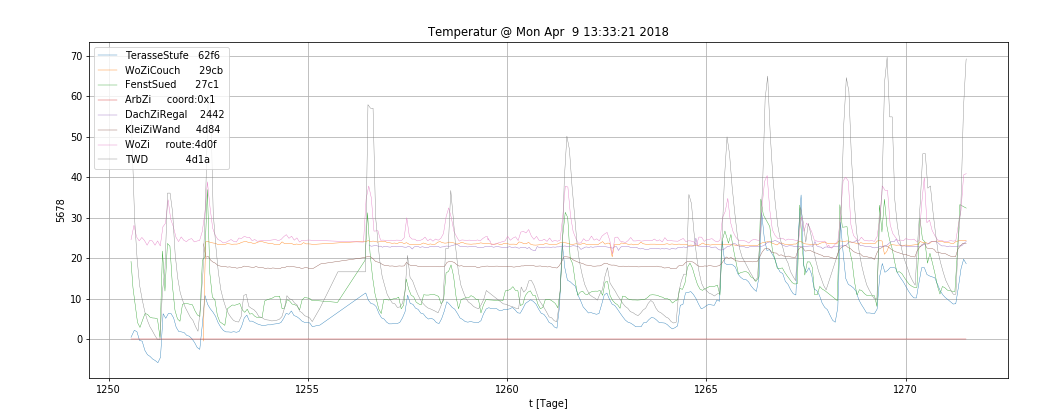 Temperatur @ Mon Apr  9 13:33:21 2018
70
60
50
40
30
20
10
0
5678
TerasseStufe 62f6
WoZiCouch 29cb
FenstSued 27c1
ArbZi coord:0x1
DachZiRegal 2442
KleiZiWand 4d84
WoZi route:4d0f
TWD 4d1a
1250 1255 1260 1265 1270
t [Tage]